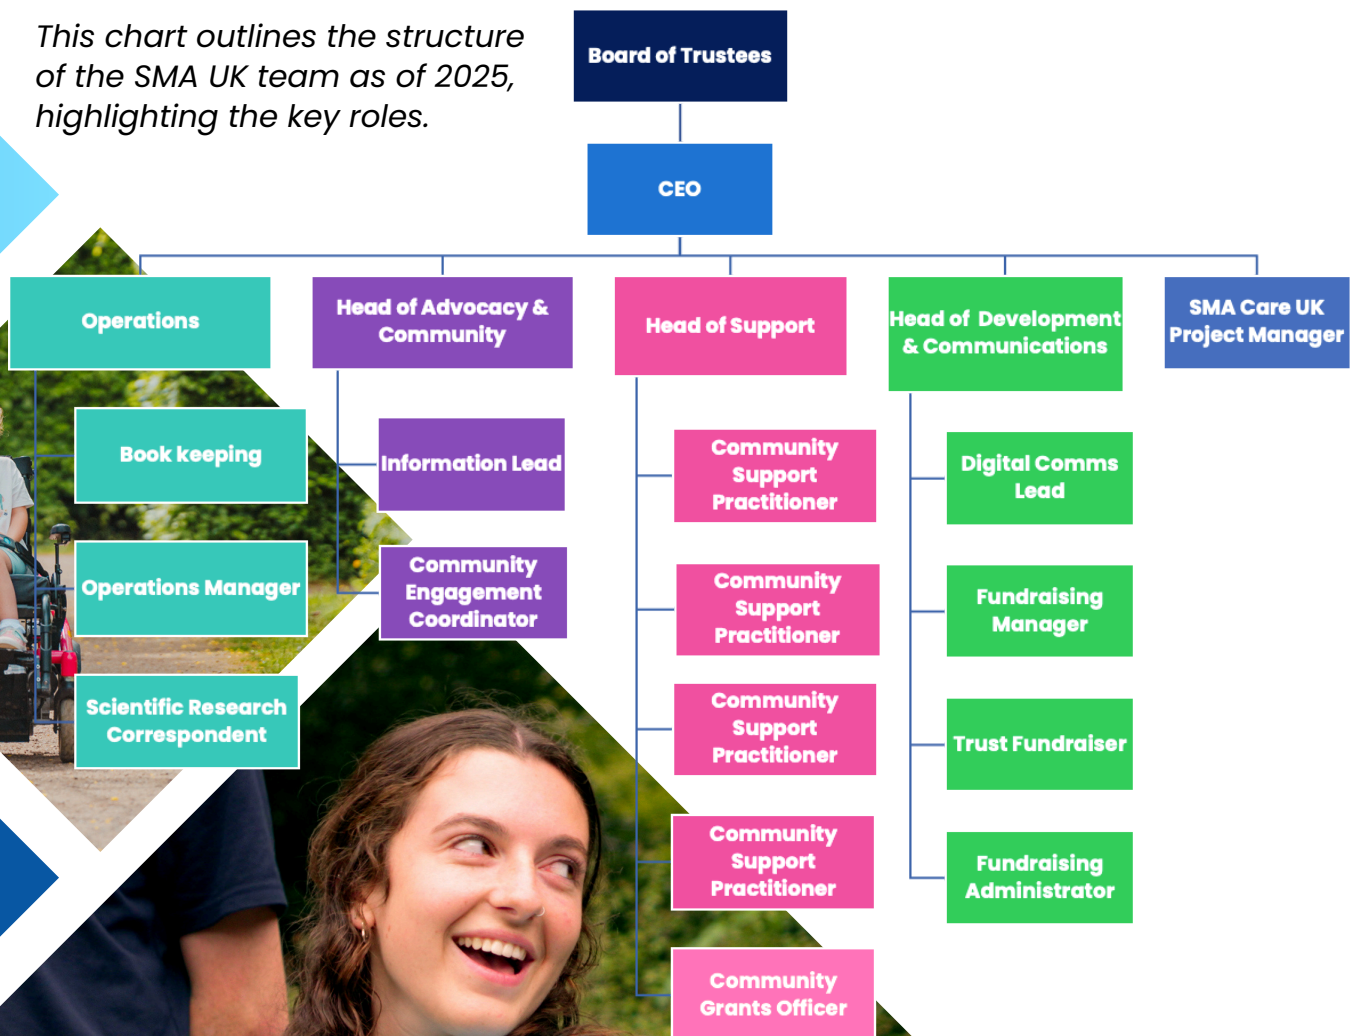 This chart outlines the structure
of the SMA UK team as of 2025,
highlighting the key roles.
Board of Trustees
CEO
Operations
Head of Advocacy &
Community
Head of Support
Head of Development
& Communications
SMA Care UK
Project Manager
Book keeping
Operations Manager
Scientific Research
Correspondent
Information Lead
Community
Engagement
Coordinator
Community
Support
Practitioner
Community
Support
Practitioner
Community
Support
Practitioner
Community
Support
Practitioner
Community
Grants Officer
Digital Comms
Lead
Fundraising
Manager
Trust Fundraiser
Fundraising
Administrator